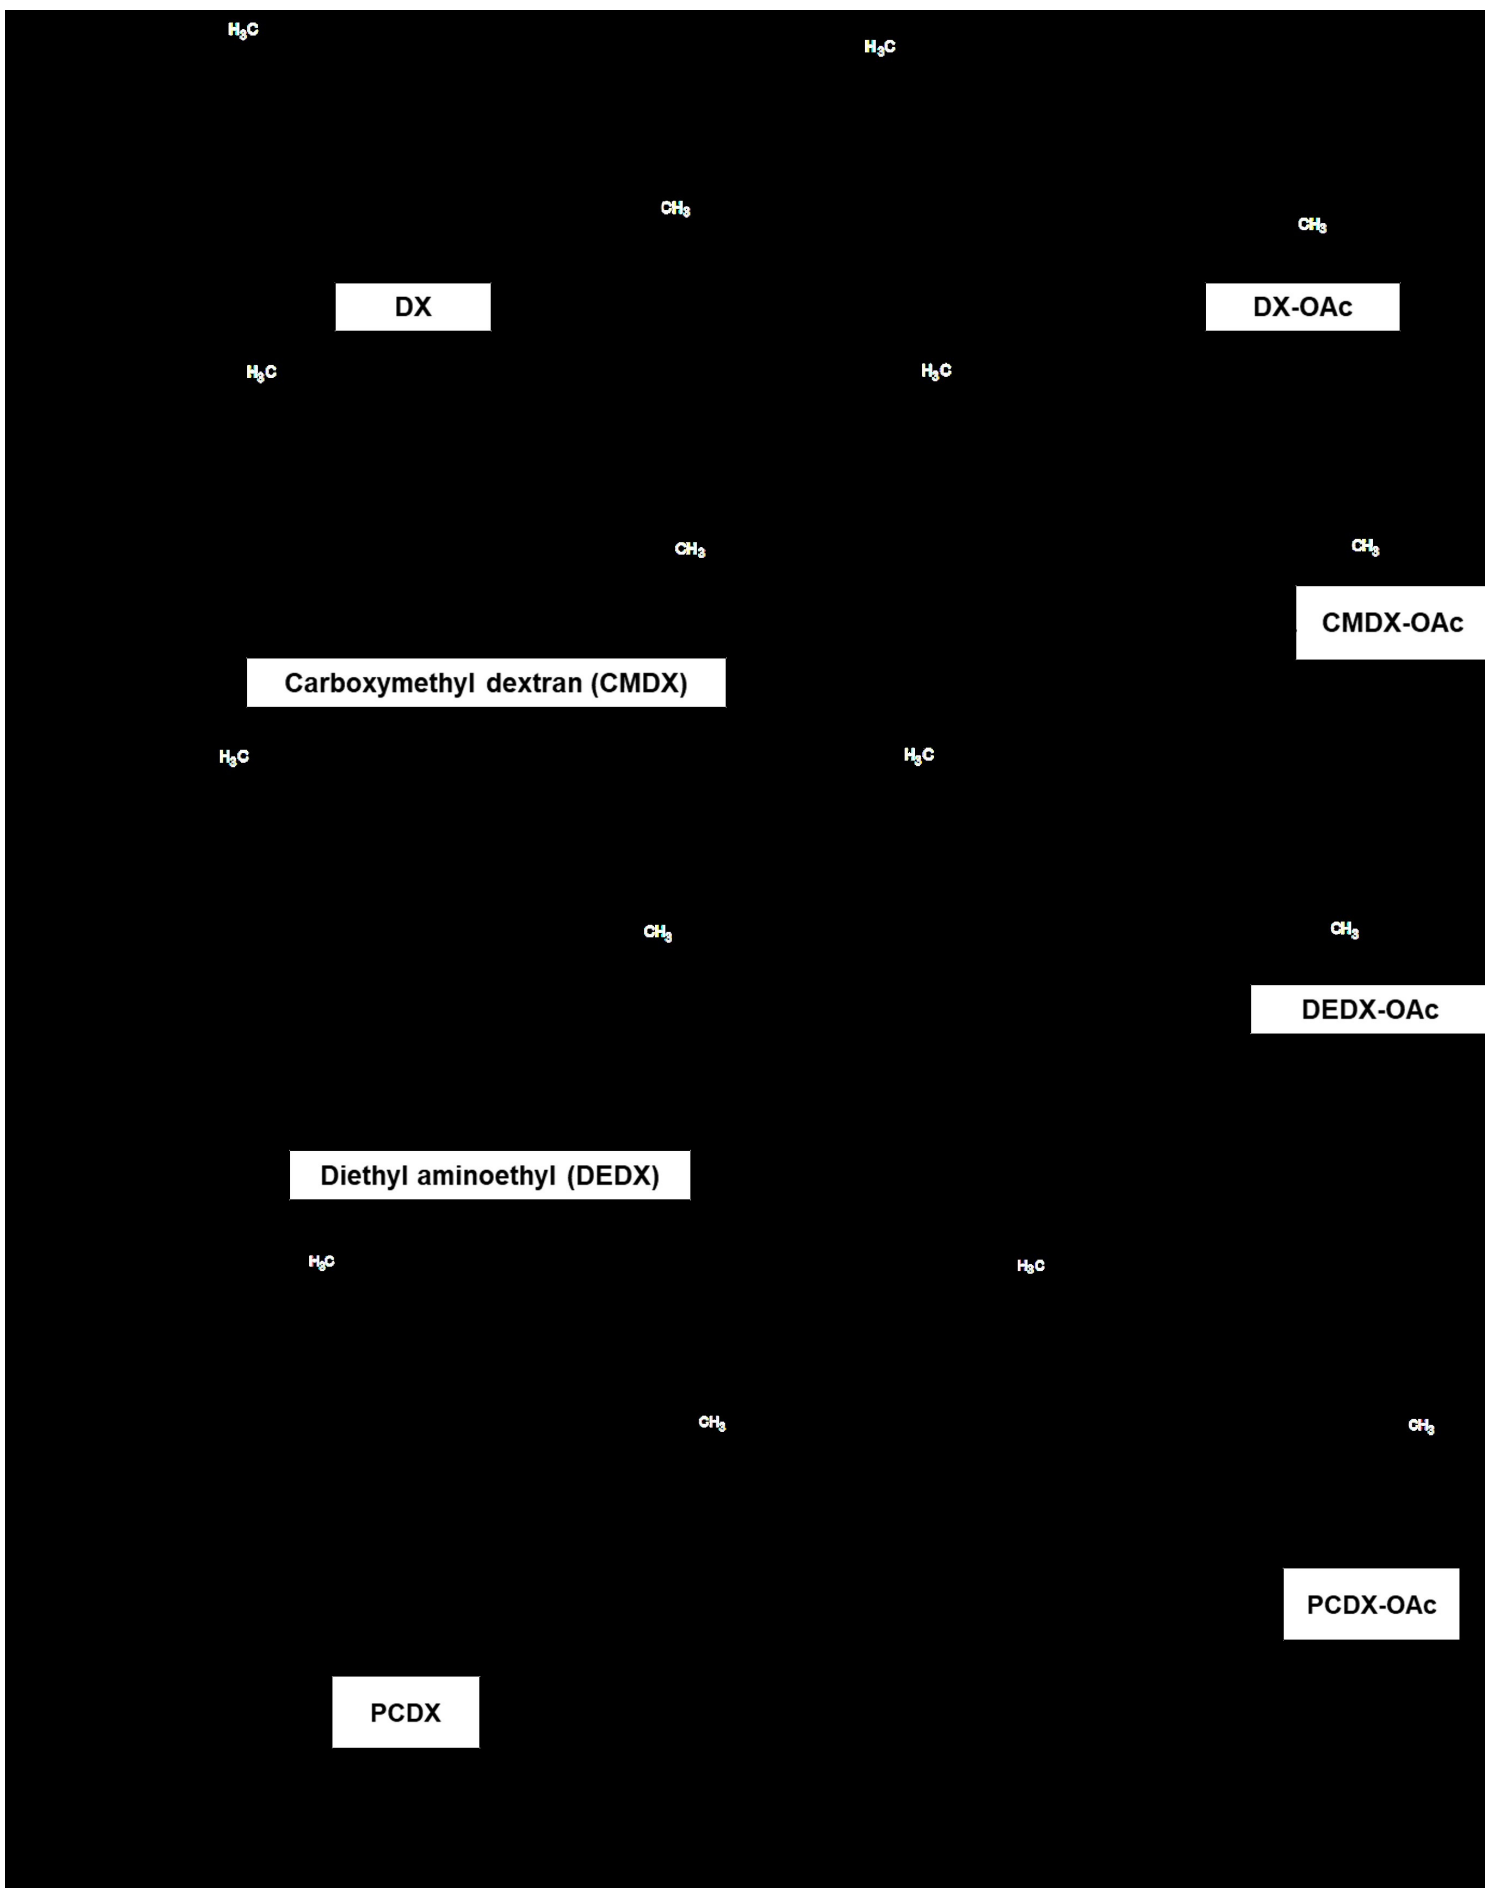 H3C
H3C
CH3
CH3
DX
DX-OAc
H3C
H3C
CH3
CH3
CMDX-OAc
Carboxymethyl dextran (CMDX)
H3C
H3C
CH3
CH3
DEDX-OAc
Diethyl aminoethyl (DEDX)
H3C
H3C
CH3
CH3
PCDX-OAc
PCDX